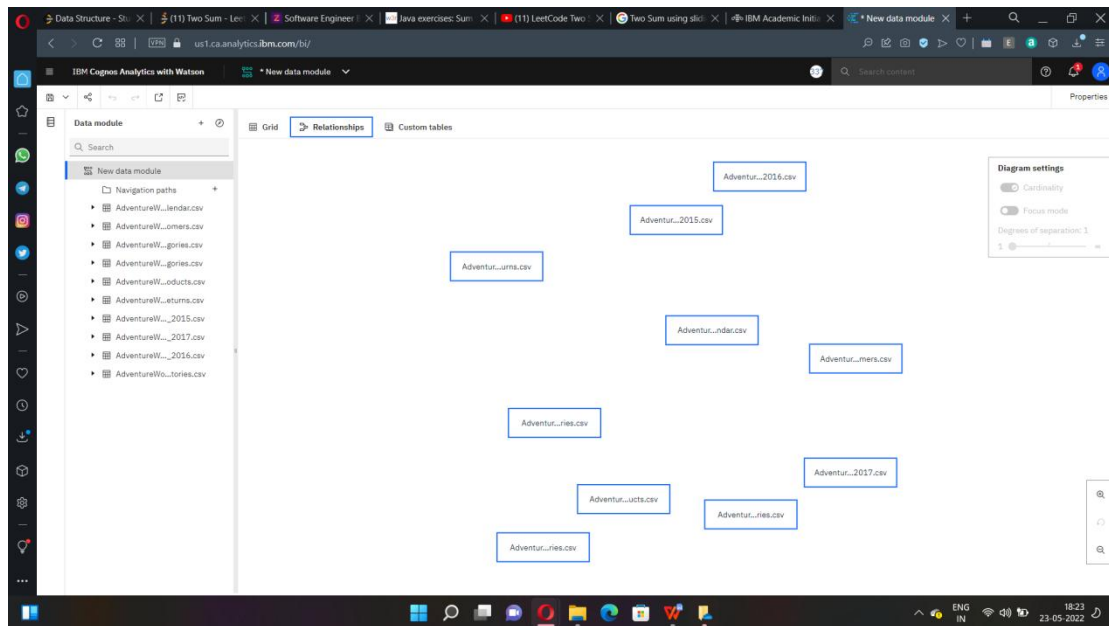 Data Structure - Stu
(11) Two Sum - Lee
Software Engineer
Java exercises: Sum
(11) LeetCode Two
Two Sum using slid
IBM Academic Initia
* New data module
VPN
us1.ca.analytics.ibm.com/bi/
IBM Cognos Analytics with Watson
* New data module
Search content
Properties
Data module
Search
New data module
Navigation paths
AdventureW...lendar.csv
AdventureW...omers.csv
AdventureW...gories.csv
AdventureW...gories.csv
AdventureW...oducts.csv
AdventureW...eturns.csv
AdventureW..._2015.csv
AdventureW..._2017.csv
AdventureW..._2016.csv
AdventureWo...tories.csv
Grid
Relationships
Custom tables
Adventur...2016.csv
Adventur...2015.csv
Adventur...urns.csv
Adventur...ndar.csv
Adventur...mers.csv
Adventur...ries.csv
Adventur...2017.csv
Adventur...ucts.csv
Adventur...ries.csv
Adventur...ries.csv
Diagram settings
Cardinality
Focus mode
Degrees of separation: 1
1
∞
ENG
IN
18:23
23-05-2022